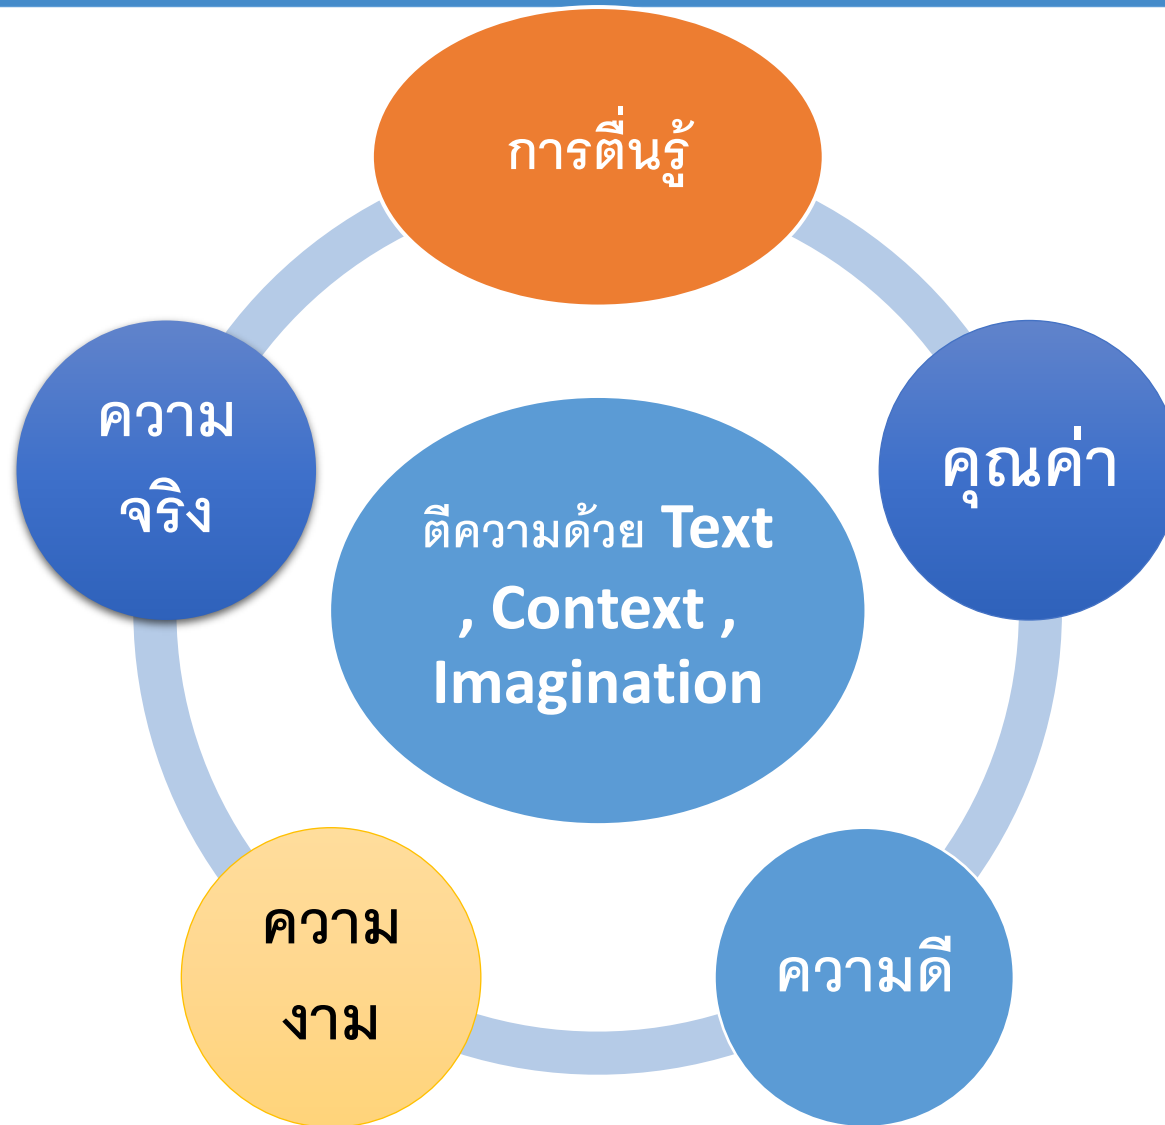 การตื่นรู้
คุณค่า
ความดี
ความ
งาม
ความ
จริง
ตีความด้วย Text
, Context ,
Imagination